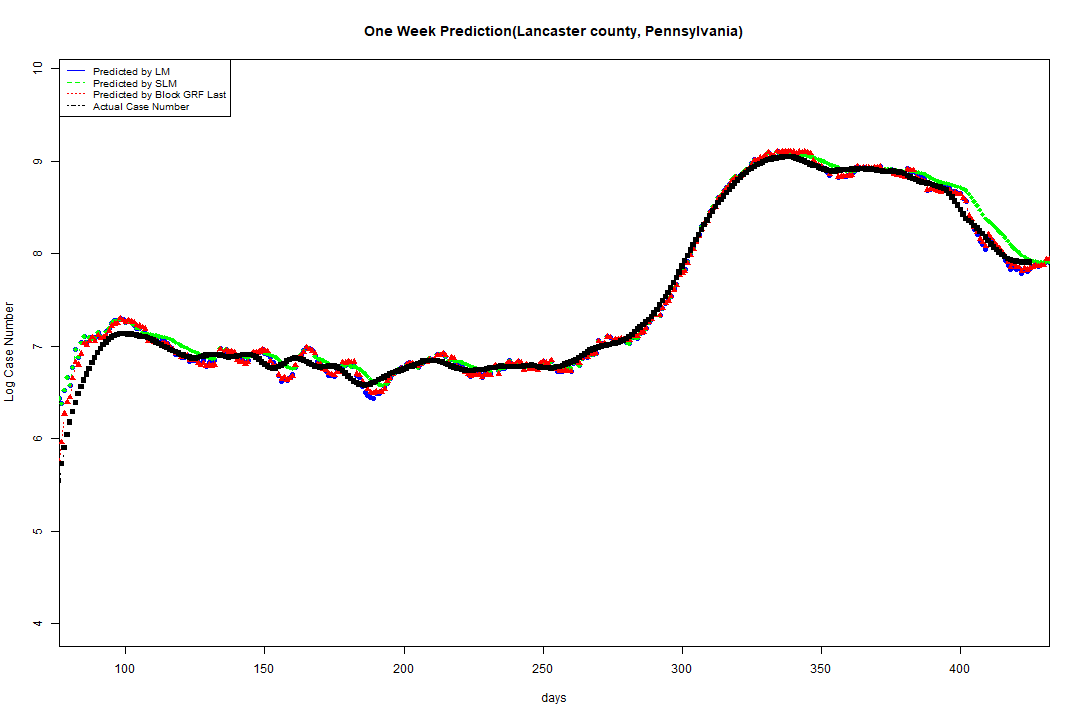 One Week Prediction(Lancaster county, Pennsylvania)
Predicted by LM
Predicted by SLM
Predicted by Block GRF Last
Actual Case Number
10
9
8
7
6
5
4
Log Case Number
100 150 200 250 300 350 400
days